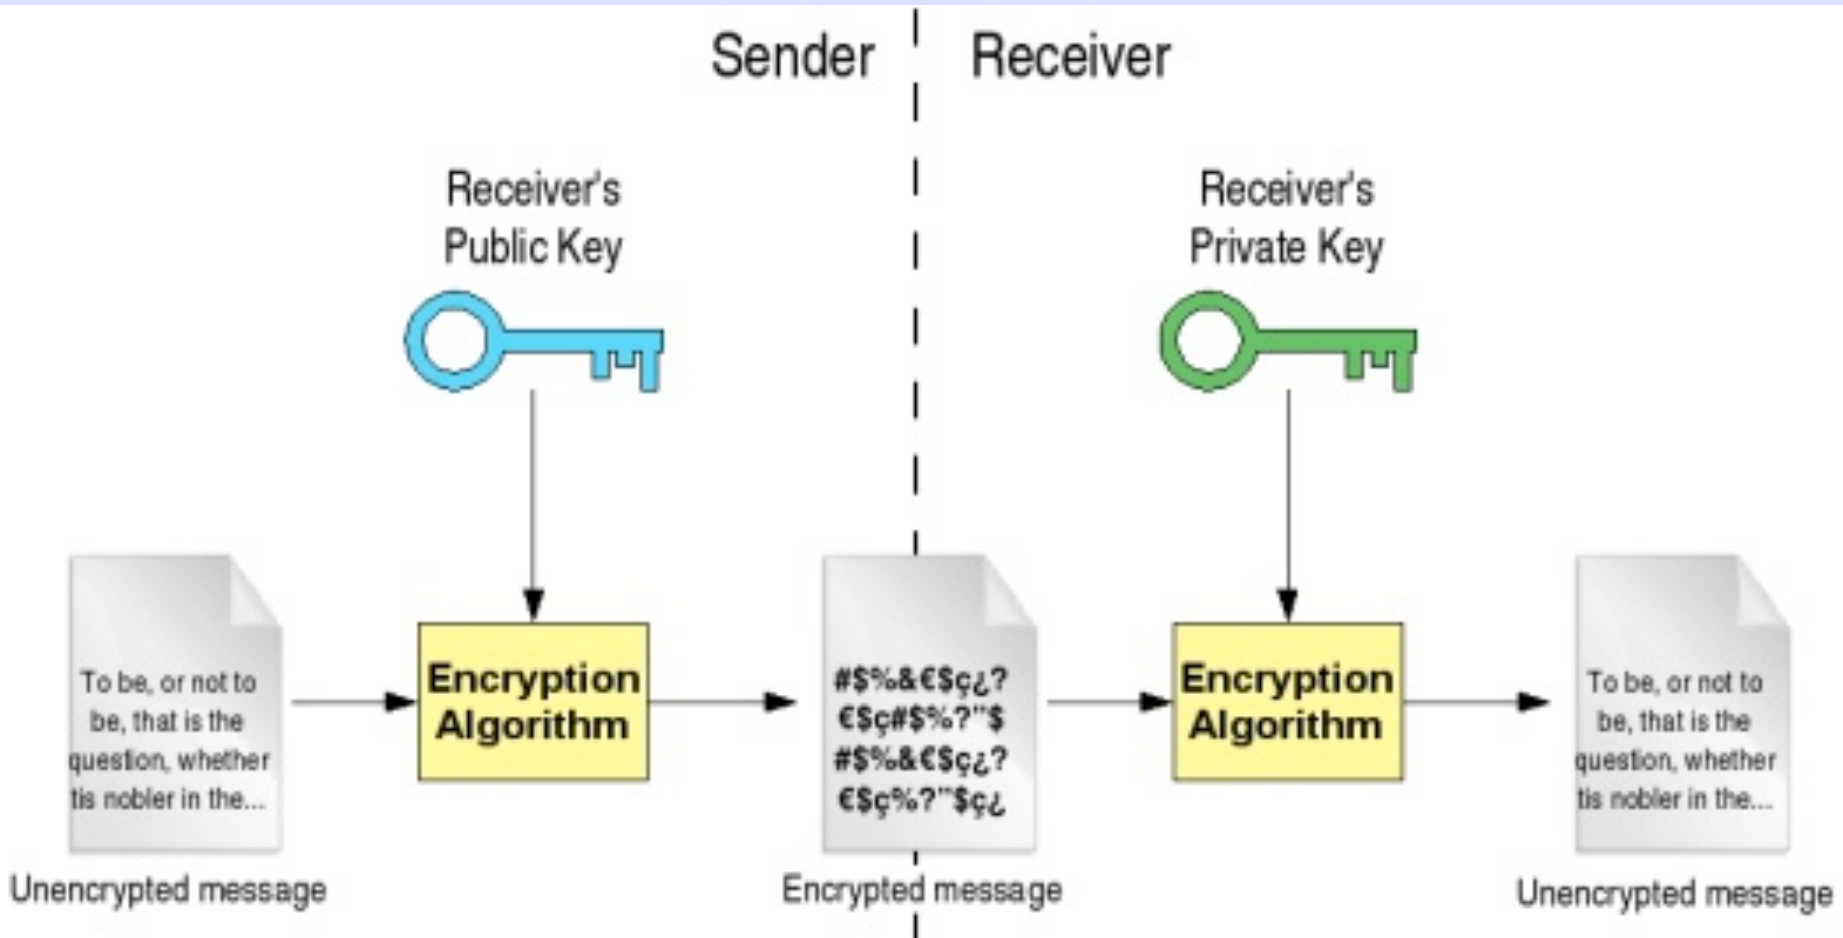 Sender
Receiver
Receiver's
Public Key
Receiver's
Private Key
To be, or not to
be, that is the
question, whether
tis nobler in the...
Unencrypted message
Encryption
Algorithm
#$%&€$ç¿?
€$ç#$%?"$
#$%&€$ç¿?
€$ç%?"$ç¿
Encrypted message
Encryption
Algorithm
To be, or not to
be, that is the
question, whether
tis nobler in the...
Unencrypted message